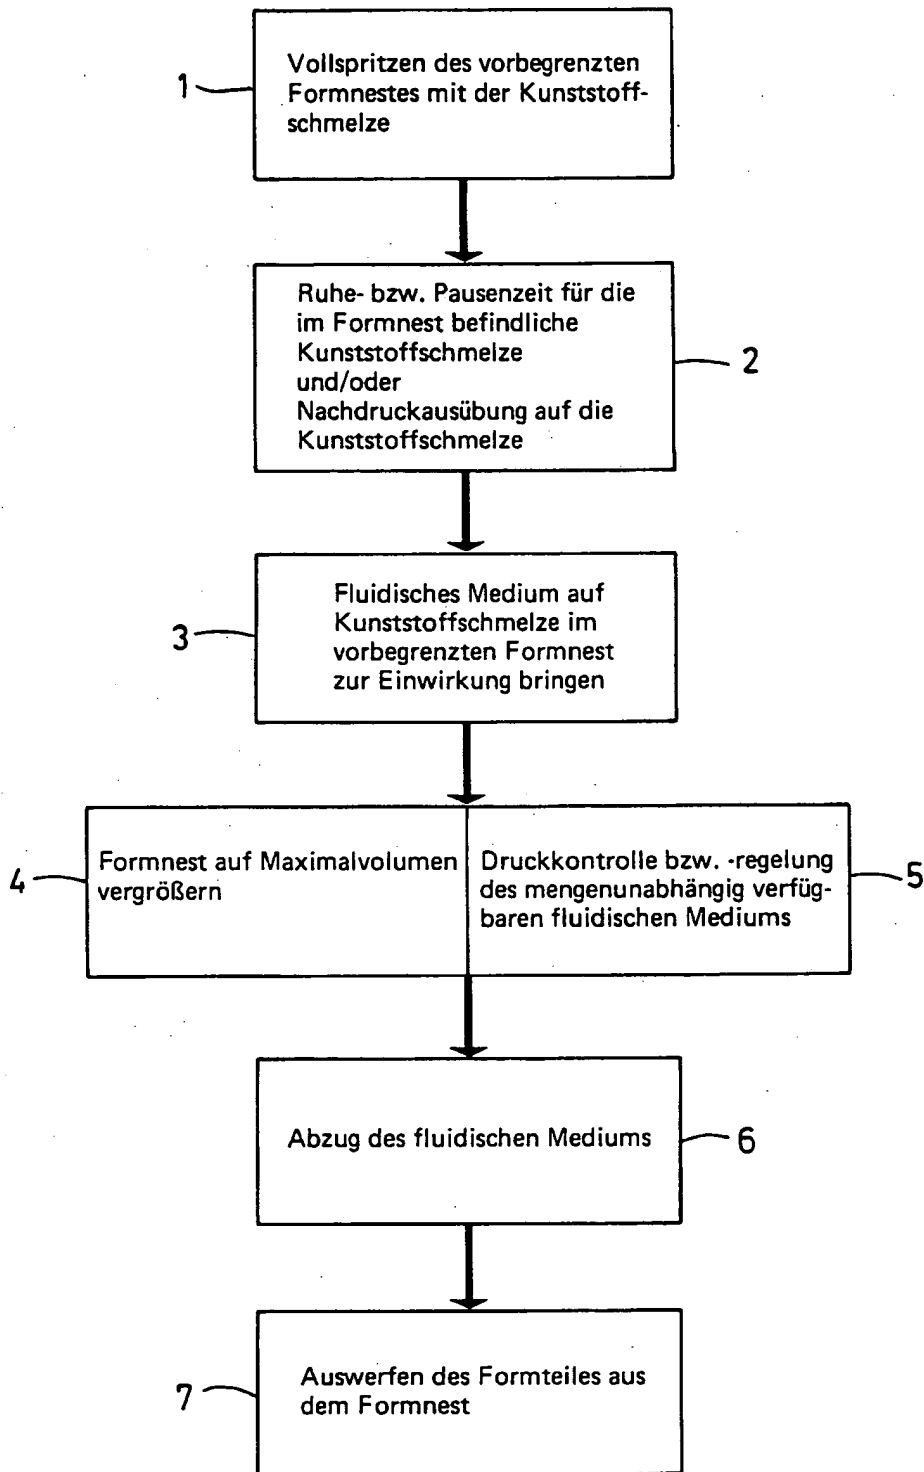 1
Vollspritzen des vorbegrenzten
Formnestes mit der Kunststoff-
schmelze
Ruhe- bzw. Pausenzeit für die
im Formnest befindliche
Kunststoffschmelze
und/oder
Nachdruckausübung auf die
Kunststoffschmelze
2
3
Fluidisches Medium auf
Kunststoffschmelze im
vorbegrenzten Formnest
zur Einwirkung bringen
4
Formnest auf Maximalvolumen
vergrößern
Druckkontrolle bzw. -regelung
des mengenunabhängig verfüg-
baren fluidischen Mediums
5
Abzug des fluidischen Mediums
6
7
Auswerfen des Formteiles aus
dem Formnest